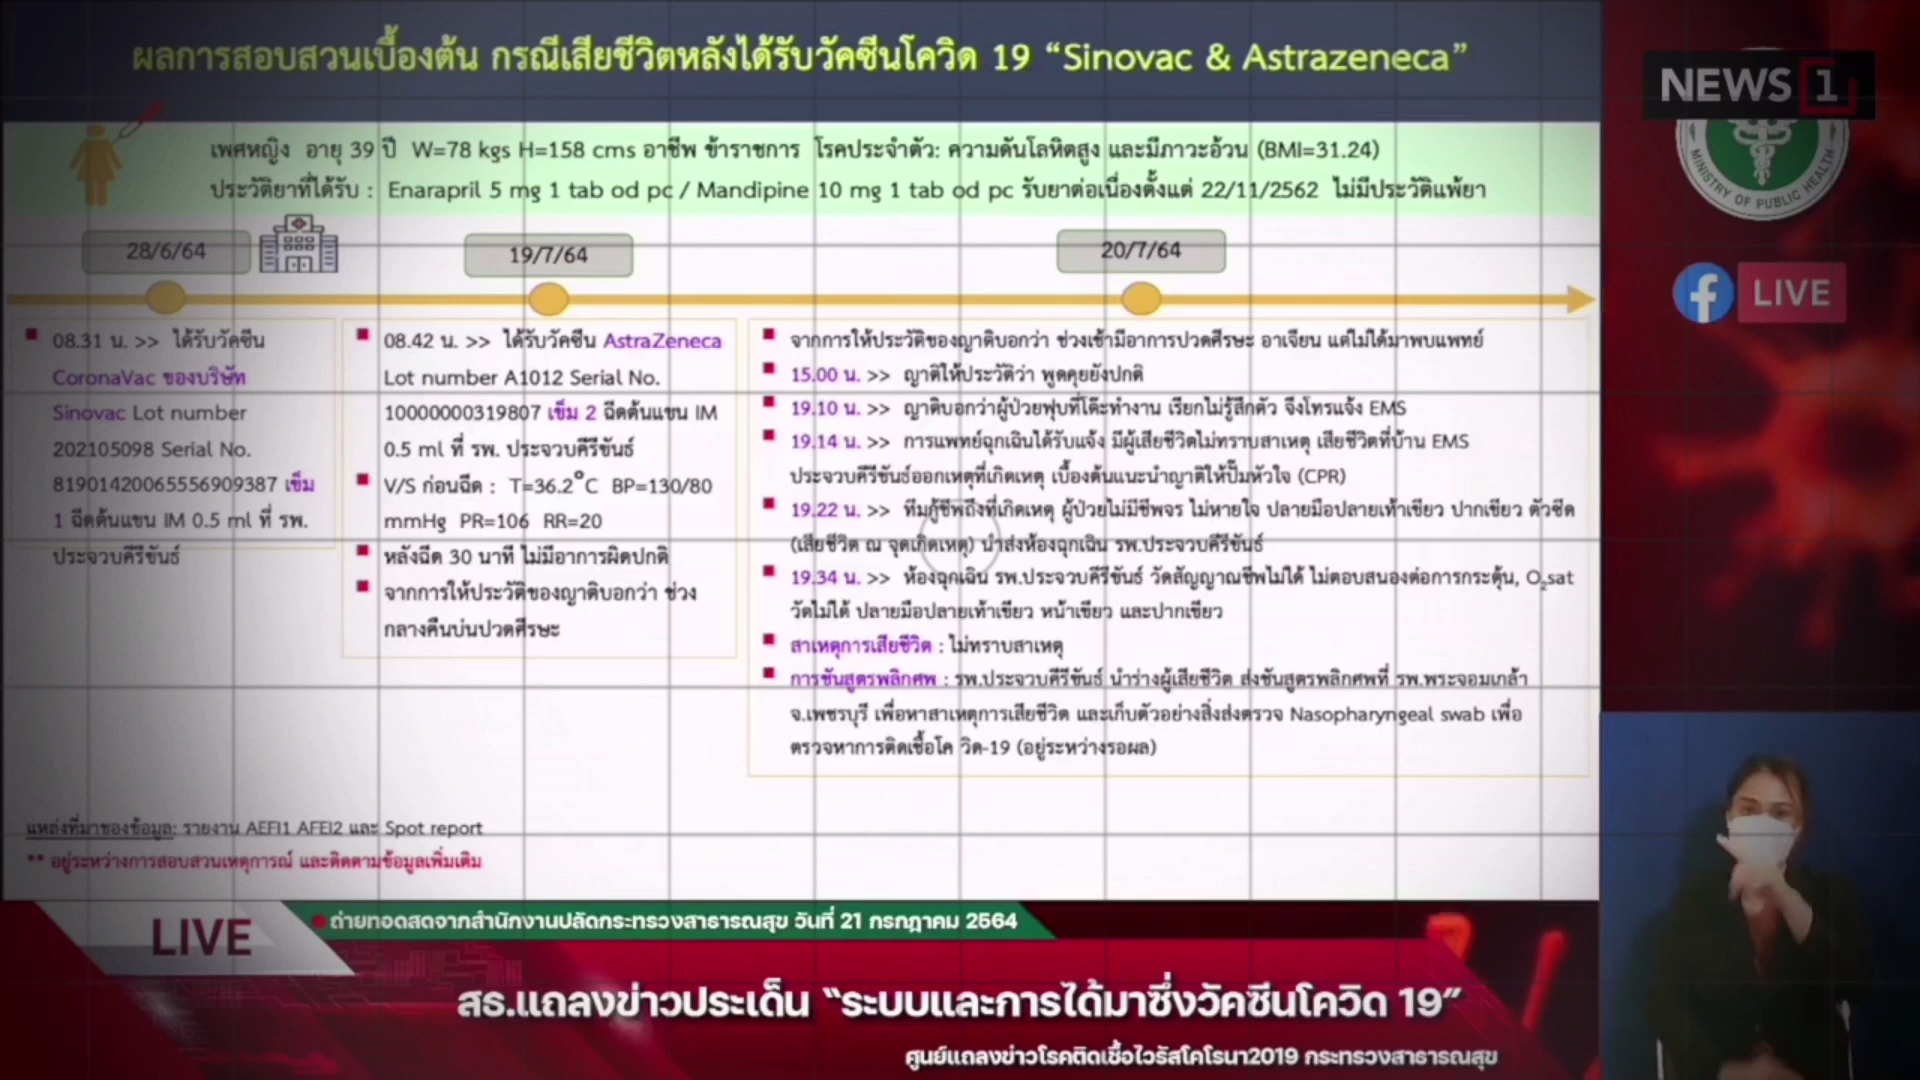 ผลการสอบสวนเบื้องต้น กรณีเสียชีวิตหลังได้รับวัคซีนโควิด 19 “Sinovac & Astrazeneca”
NEWS 1
MINISTRY OF PUBLIC HEALTH
เพศหญิง อายุ 39 ปี W=78 kgs H=158 cms อาชีพ ข้าราชการ โรคประจำตัว: ความดันโลหิตสูง และมีภาวะอ้วน (BMI=31.24)
ประวัติยาที่ได้รับ : Enarapril 5 mg 1 tab od pc / Mandipine 10 mg 1 tab od pc รับยาต่อเนื่องตั้งแต่ 22/11/2562 ไม่มีประวัติแพ้ยา
LIVE
28/6/64
08.31 น. >> ได้รับวัคซีน
CoronaVac ของบริษัท
Sinovac Lot number
202105098 Serial No.
81901420065556909387 เข็ม
1 ฉีดต้นแขน IM 0.5 ml ที่ รพ.
ประจวบคีรีขันธ์
19/7/64
08.42 น. >> ได้รับวัคซีน AstraZeneca
Lot number A1012 Serial No.
10000000319807 เข็ม 2 ฉีดต้นแขน IM
0.5 ml ที่ รพ. ประจวบคีรีขันธ์
V/S ก่อนฉีด : T=36.2°C BP=130/80
mmHg PR=106 RR=20
หลังฉีด 30 นาที ไม่มีอาการผิดปกติ
จากการให้ประวัติของญาติบอกว่า ช่วง
กลางคืนบ่นปวดศีรษะ
20/7/64
จากการให้ประวัติของญาติบอกว่า ช่วงเช้ามีอาการปวดศีรษะ อาเจียน แต่ไม่ได้มาพบแพทย์
15.00 น. >> ญาติให้ประวัติว่า พูดคุยยังปกติ
19.10 น. >> ญาติบอกว่าผู้ป่วยฟุบที่โต๊ะทำงาน เรียกไม่รู้สึกตัว จึงโทรแจ้ง EMS
19.14 น. >> การแพทย์ฉุกเฉินได้รับแจ้ง มีผู้เสียชีวิตไม่ทราบสาเหตุ เสียชีวิตที่บ้าน EMS
ประจวบคีรีขันธ์ออกเหตุที่เกิดเหตุ เบื้องต้นแนะนำญาติให้ปั๊มหัวใจ (CPR)
19.22 น. >> ทีมกู้ชีพถึงที่เกิดเหตุ ผู้ป่วยไม่มีชีพจร ไม่หายใจ ปลายมือปลายเท้าเขียว ปากเขียว ตัวซีด
(เสียชีวิต ณ จุดเกิดเหตุ) นำส่งห้องฉุกเฉิน รพ.ประจวบคีรีขันธ์
19.34 น. >> ห้องฉุกเฉิน รพ.ประจวบคีรีขันธ์ วัดสัญญาณชีพไม่ได้ ไม่ตอบสนองต่อการกระตุ้น, O2sat
วัดไม่ได้ ปลายมือปลายเท้าเขียว หน้าเขียว และปากเขียว
สาเหตุการเสียชีวิต : ไม่ทราบสาเหตุ
การชันสูตรพลิกศพ : รพ.ประจวบคีรีขันธ์ นำร่างผู้เสียชีวิต ส่งชันสูตรพลิกศพที่ รพ.พระจอมเกล้า
จ.เพชรบุรี เพื่อหาสาเหตุการเสียชีวิต และเก็บตัวอย่างสิ่งส่งตรวจ Nasopharyngeal swab เพื่อ
ตรวจหาการติดเชื้อโค วิด-19 (อยู่ระหว่างรอผล)
แหล่งที่มาของข้อมูล: รายงาน AEFI1 AFEI2 และ Spot report
** อยู่ระหว่างการสอบสวนเหตุการณ์ และติดตามข้อมูลเพิ่มเติม
LIVE
ถ่ายทอดสดจากสำนักงานปลัดกระทรวงสาธารณสุข วันที่ 21 กรกฎาคม 2564
สธ.แถลงข่าวประเด็น “ระบบและการได้มาซึ่งวัคซีนโควิด 19”
ศูนย์แถลงข่าวโรคติดเชื้อไวรัสโคโรนา2019 กระทรวงสาธารณสุข